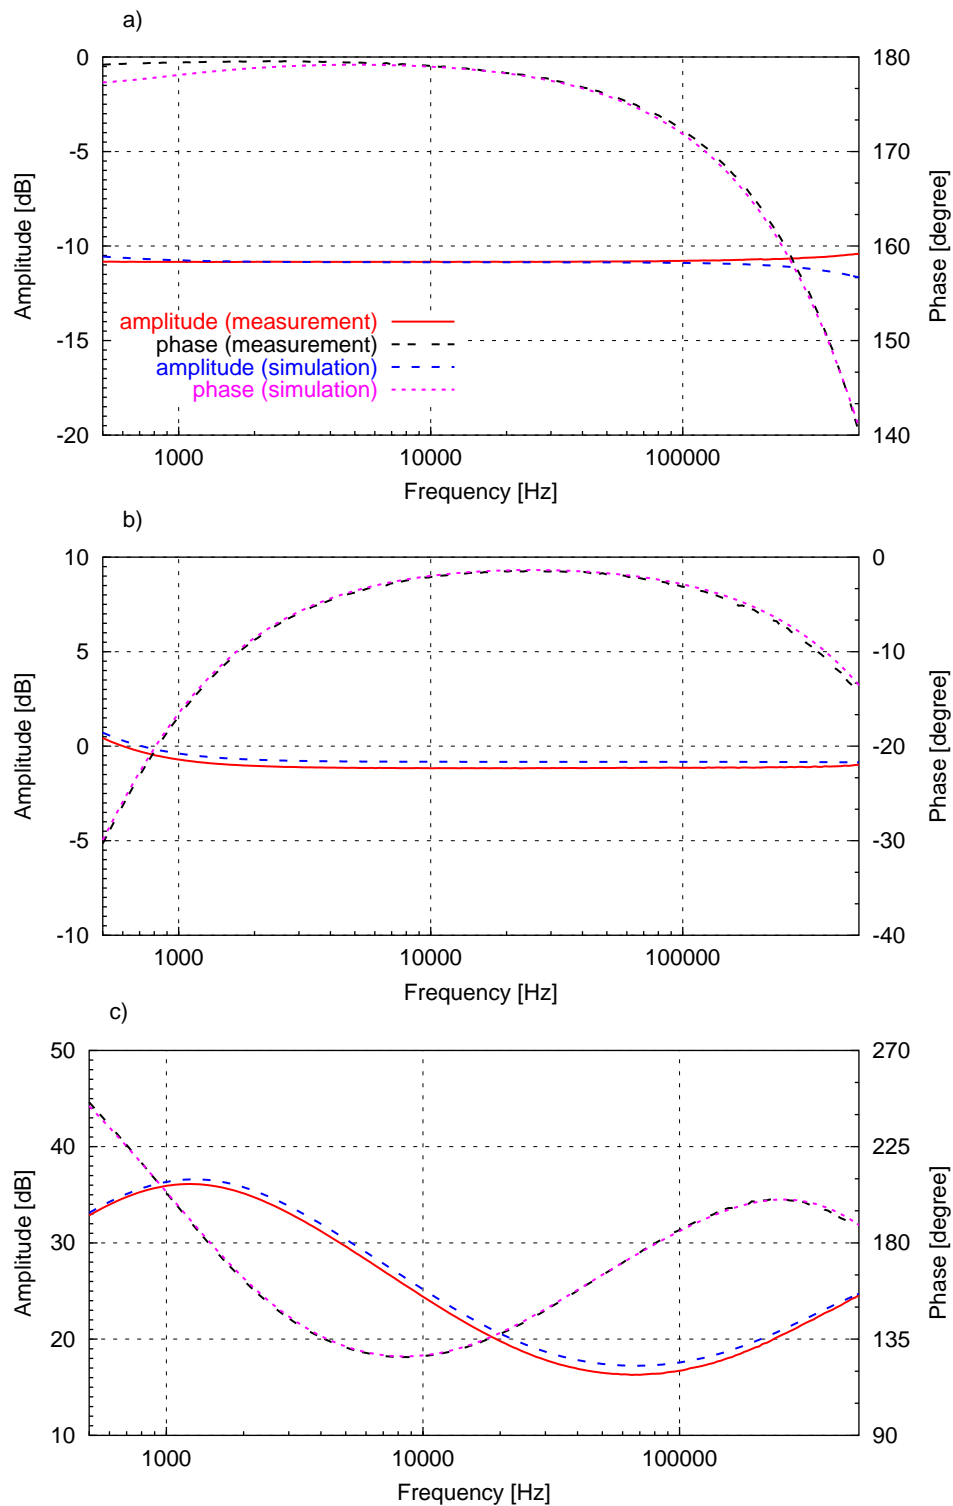 a)
0 180
-5 170
-10 160
-15 150
-20 140
Amplitude [dB]
Phase [degree]
amplitude (measurement)
phase (measurement)
amplitude (simulation)
phase (simulation)
1000 10000 100000
Frequency [Hz]
b)
10 0
5 -10
0 -20
-5 -30
-10 -40
Amplitude [dB]
Phase [degree]
1000 10000 100000
Frequency [Hz]
c)
50 270
40 225
30 180
20 135
10 90
Amplitude [dB]
Phase [degree]
1000 10000 100000
Frequency [Hz]